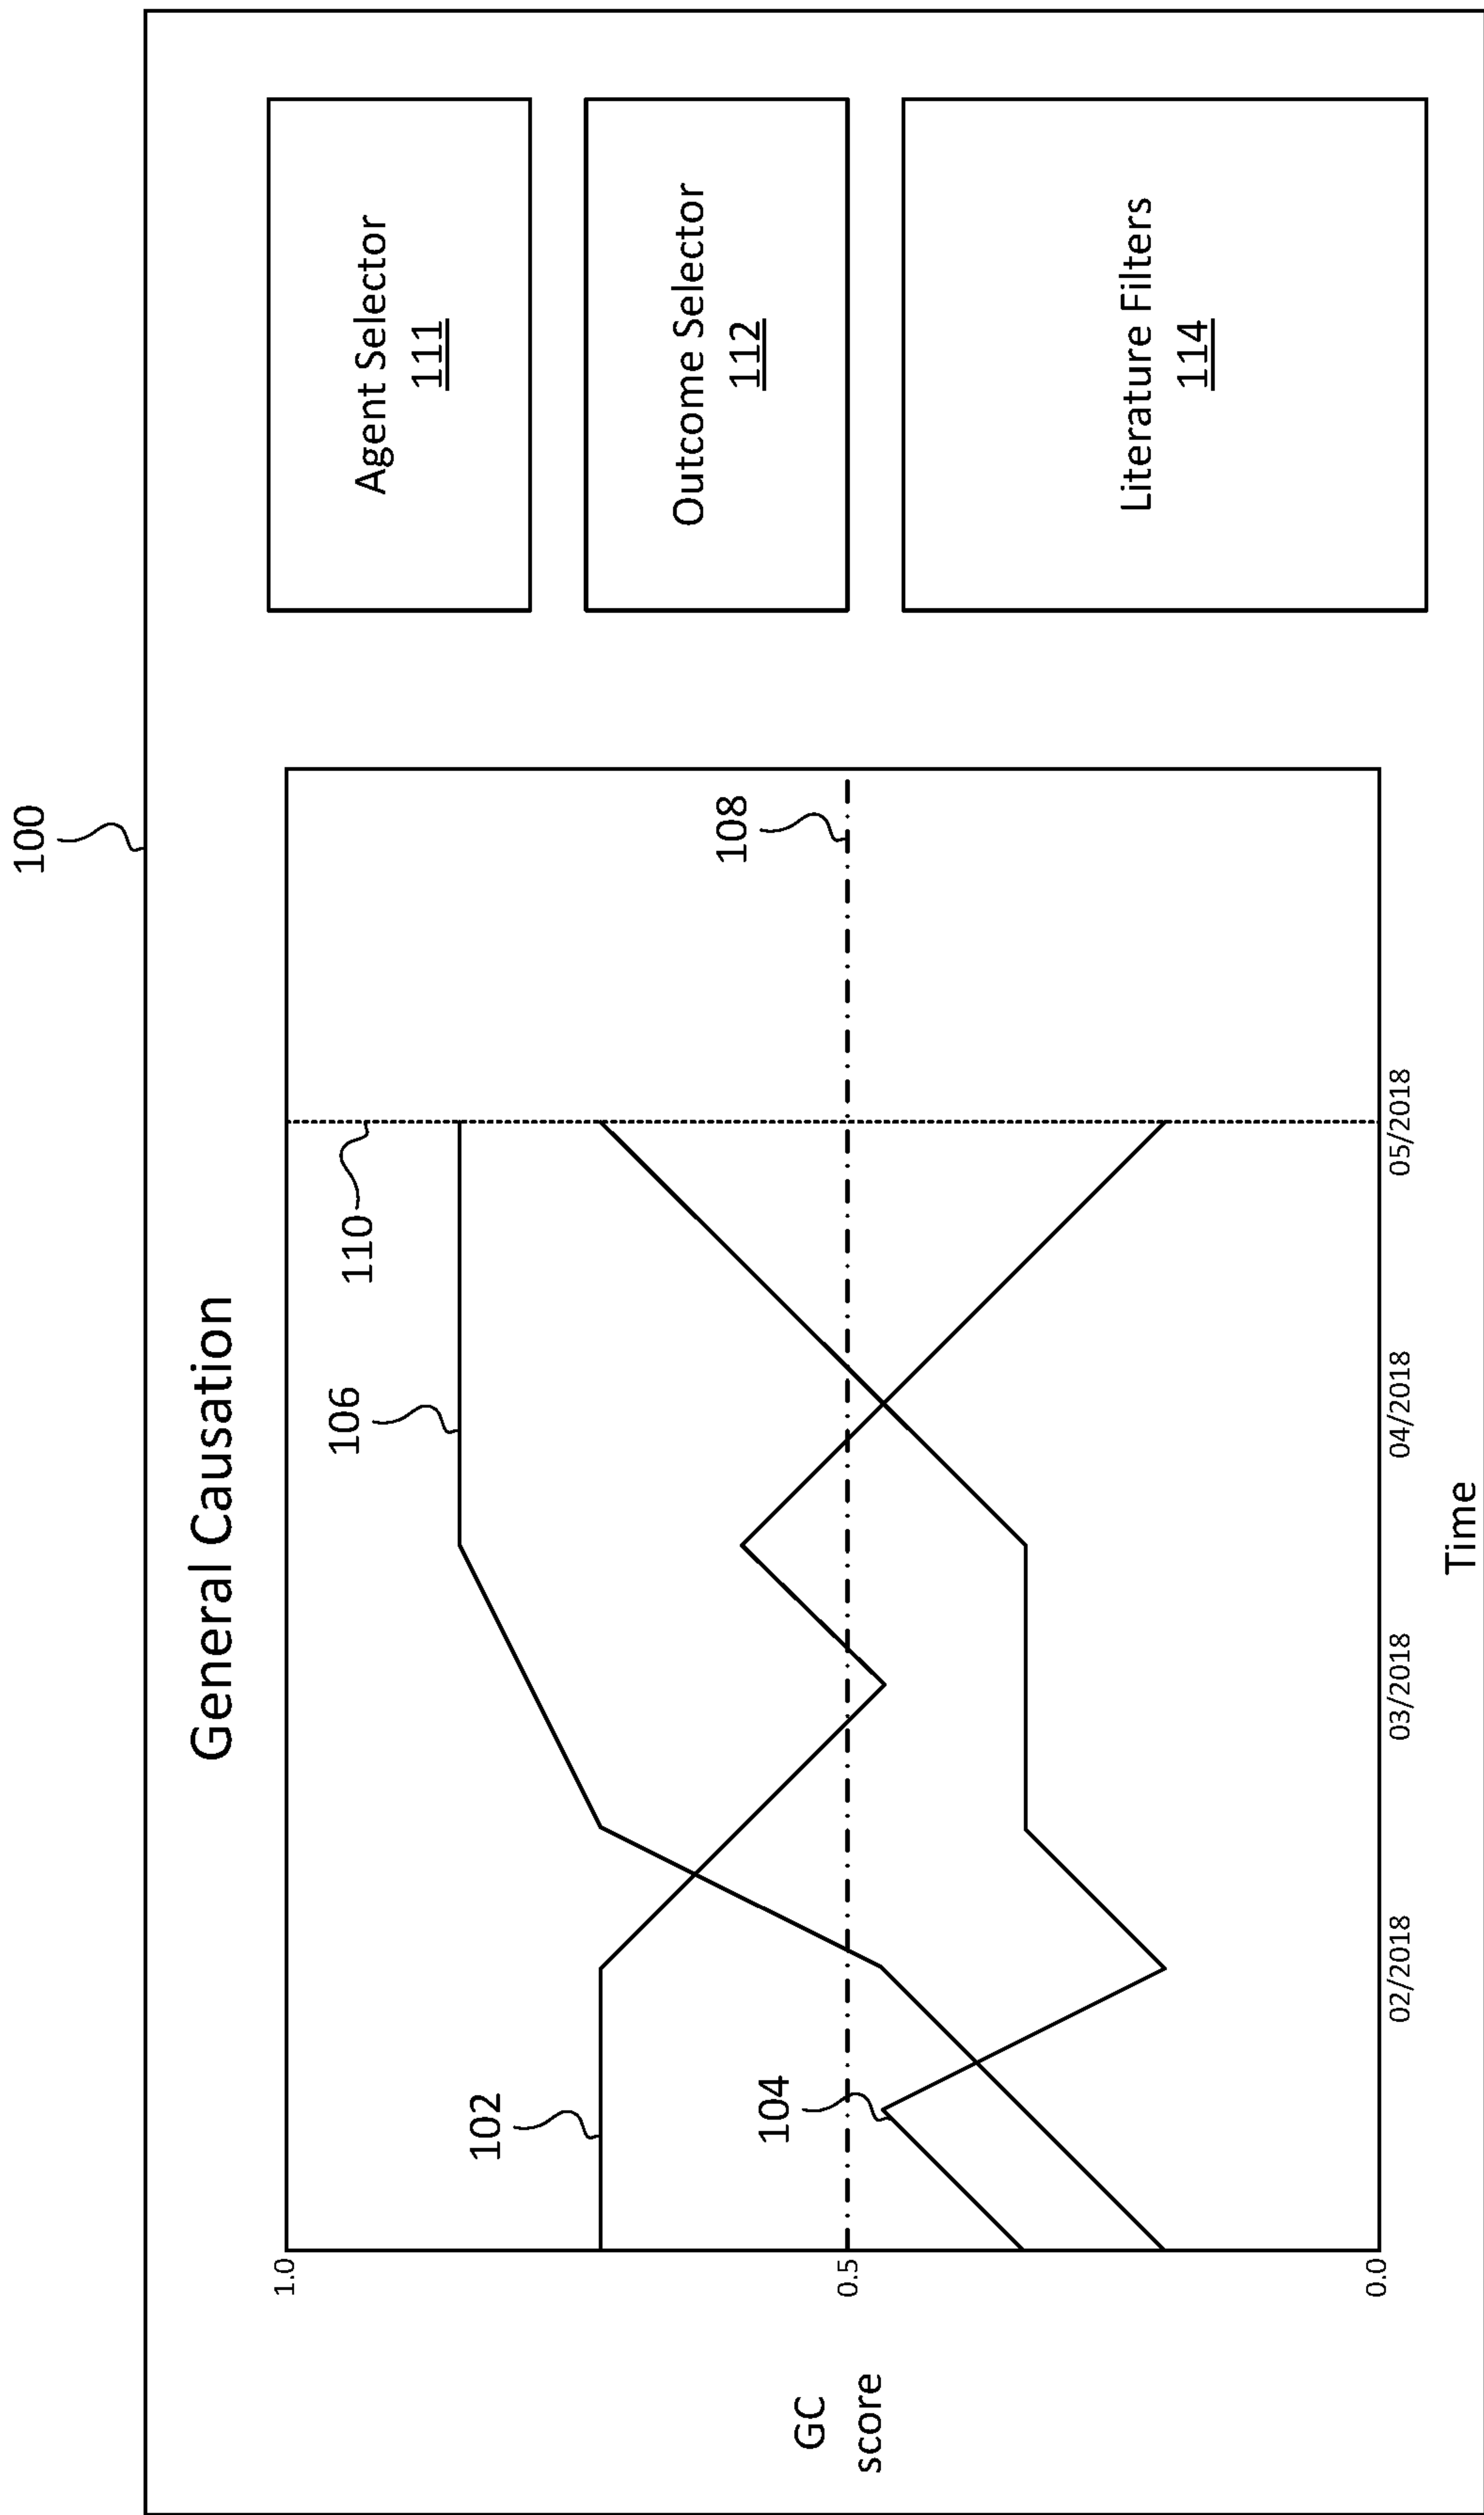 100
General Causation
GC
score
1.0
0.5
0.0
102
104
106
110
108
02/2018
03/2018
04/2018
05/2018
Time
Agent Selector
111
Outcome Selector
112
Literature Filters
114